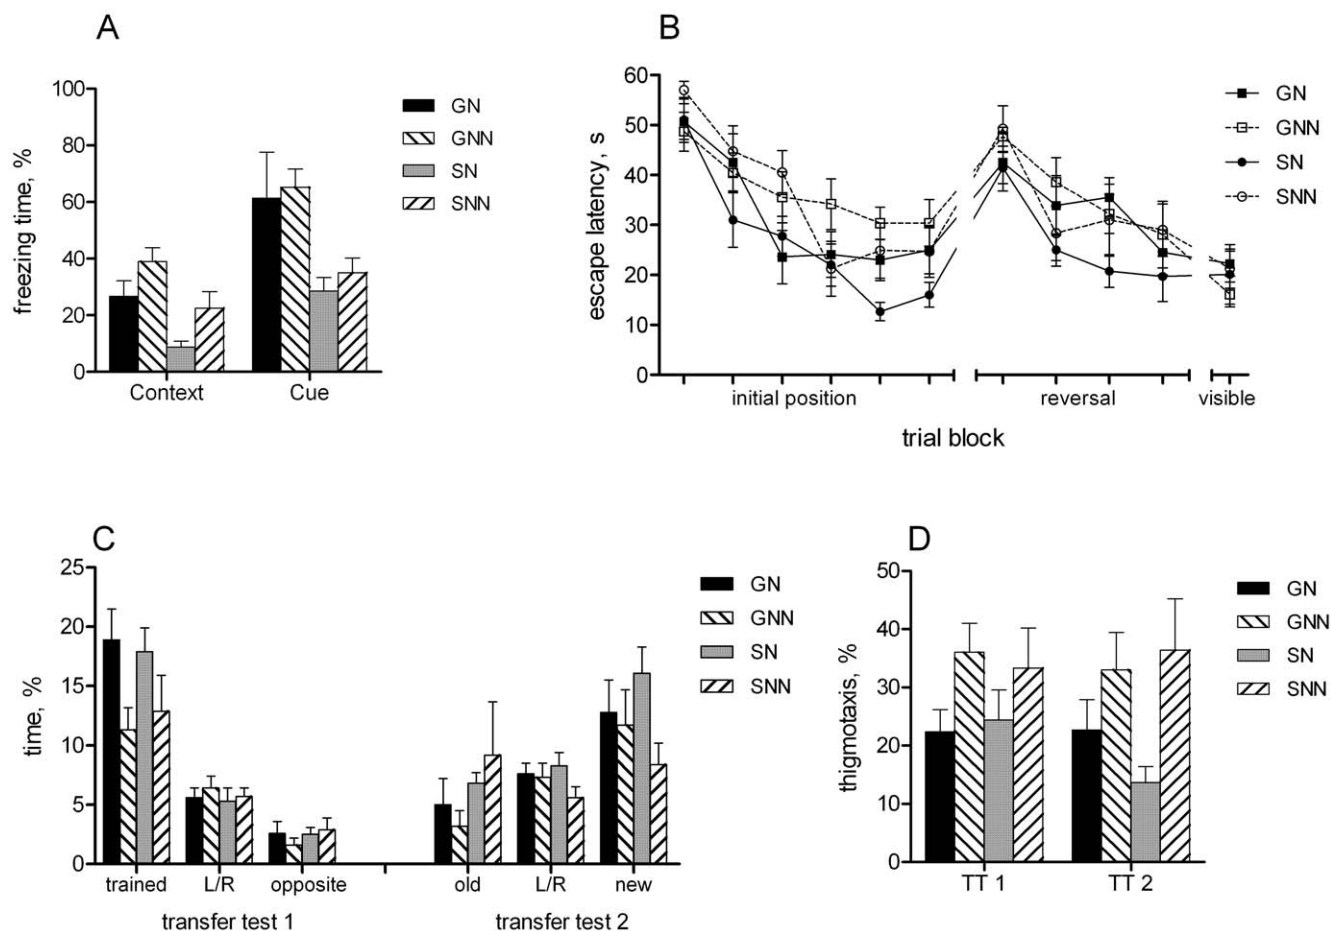 A
freezing time, %
100
80
60
40
20
0
Context
Cue
GN
GNN
SN
SNN
B
escape latency, s
60
50
40
30
20
10
0
initial position
reversal
visible
trial block
GN
GNN
SN
SNN
C
time, %
25
20
15
10
5
0
trained
L/R
opposite
old
L/R
new
transfer test 1
transfer test 2
GN
GNN
SN
SNN
D
thigmotaxis, %
50
40
30
20
10
0
TT 1
TT 2
GN
GNN
SN
SNN